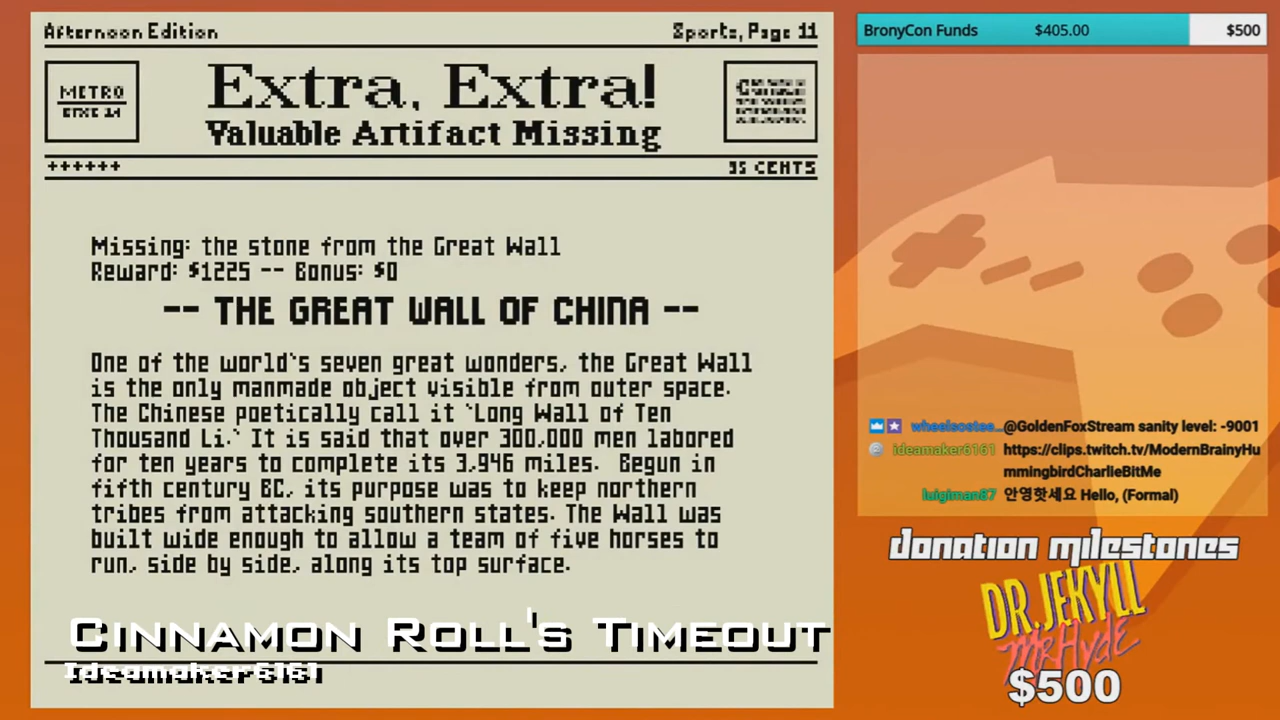 Afternoon Edition
Sports, Page 11
METRO
Extra, Extra!
Valuable Artifact Missing
++++++
35 CENTS
Missing: the stone from the Great Wall
Reward: $1225 -- Bonus: $0
-- THE GREAT WALL OF CHINA --
One of the world's seven great wonders, the Great Wall
is the only manmade object visible from outer space.
The Chinese poetically call it 'Long Wall of Ten
Thousand Li.' It is said that over 300,000 men labored
for ten years to complete its 3,946 miles.  Begun in
fifth century BC, its purpose was to keep northern
tribes from attacking southern states. The Wall was
built wide enough to allow a team of five horses to
run, side by side, along its top surface.
Cinnamon Roll's Timeout
Ideamaker6161
BronyCon Funds $405.00 $500
wheelsostee... @GoldenFoxStream sanity level: -9001
ideamaker6161 https://clips.twitch.tv/ModernBrainyHu
mmingbirdCharlieBitMe
luigiman87 안영핫세요 Hello, (Formal)
Donation Milestones
DR. JEKYLL
Mr. Hyde
$500